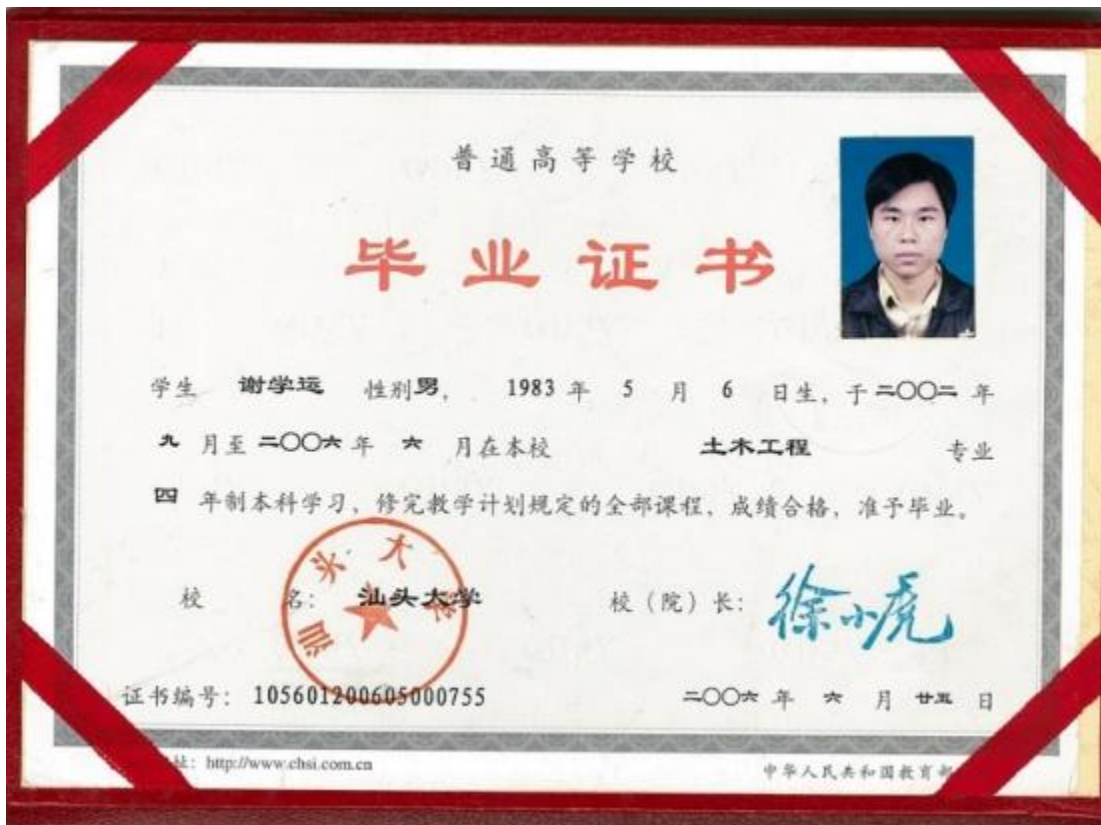 普通高等学校
毕业证书
学生 谢学运 性别男, 1983 年 5 月 6 日生, 于二〇〇二 年
九 月至二〇〇六年 六 月在本校 土木工程 专业
四 年制本科学习, 修完教学计划规定的全部课程, 成绩合格, 准予毕业。
校 名: 汕头大学 校(院)长: 徐小虎
汕头大学
证书编号: 105601200605000755 二〇〇六 年 六 月 廿五 日
址: http://www.chsi.com.cn 中华人民共和国教育部